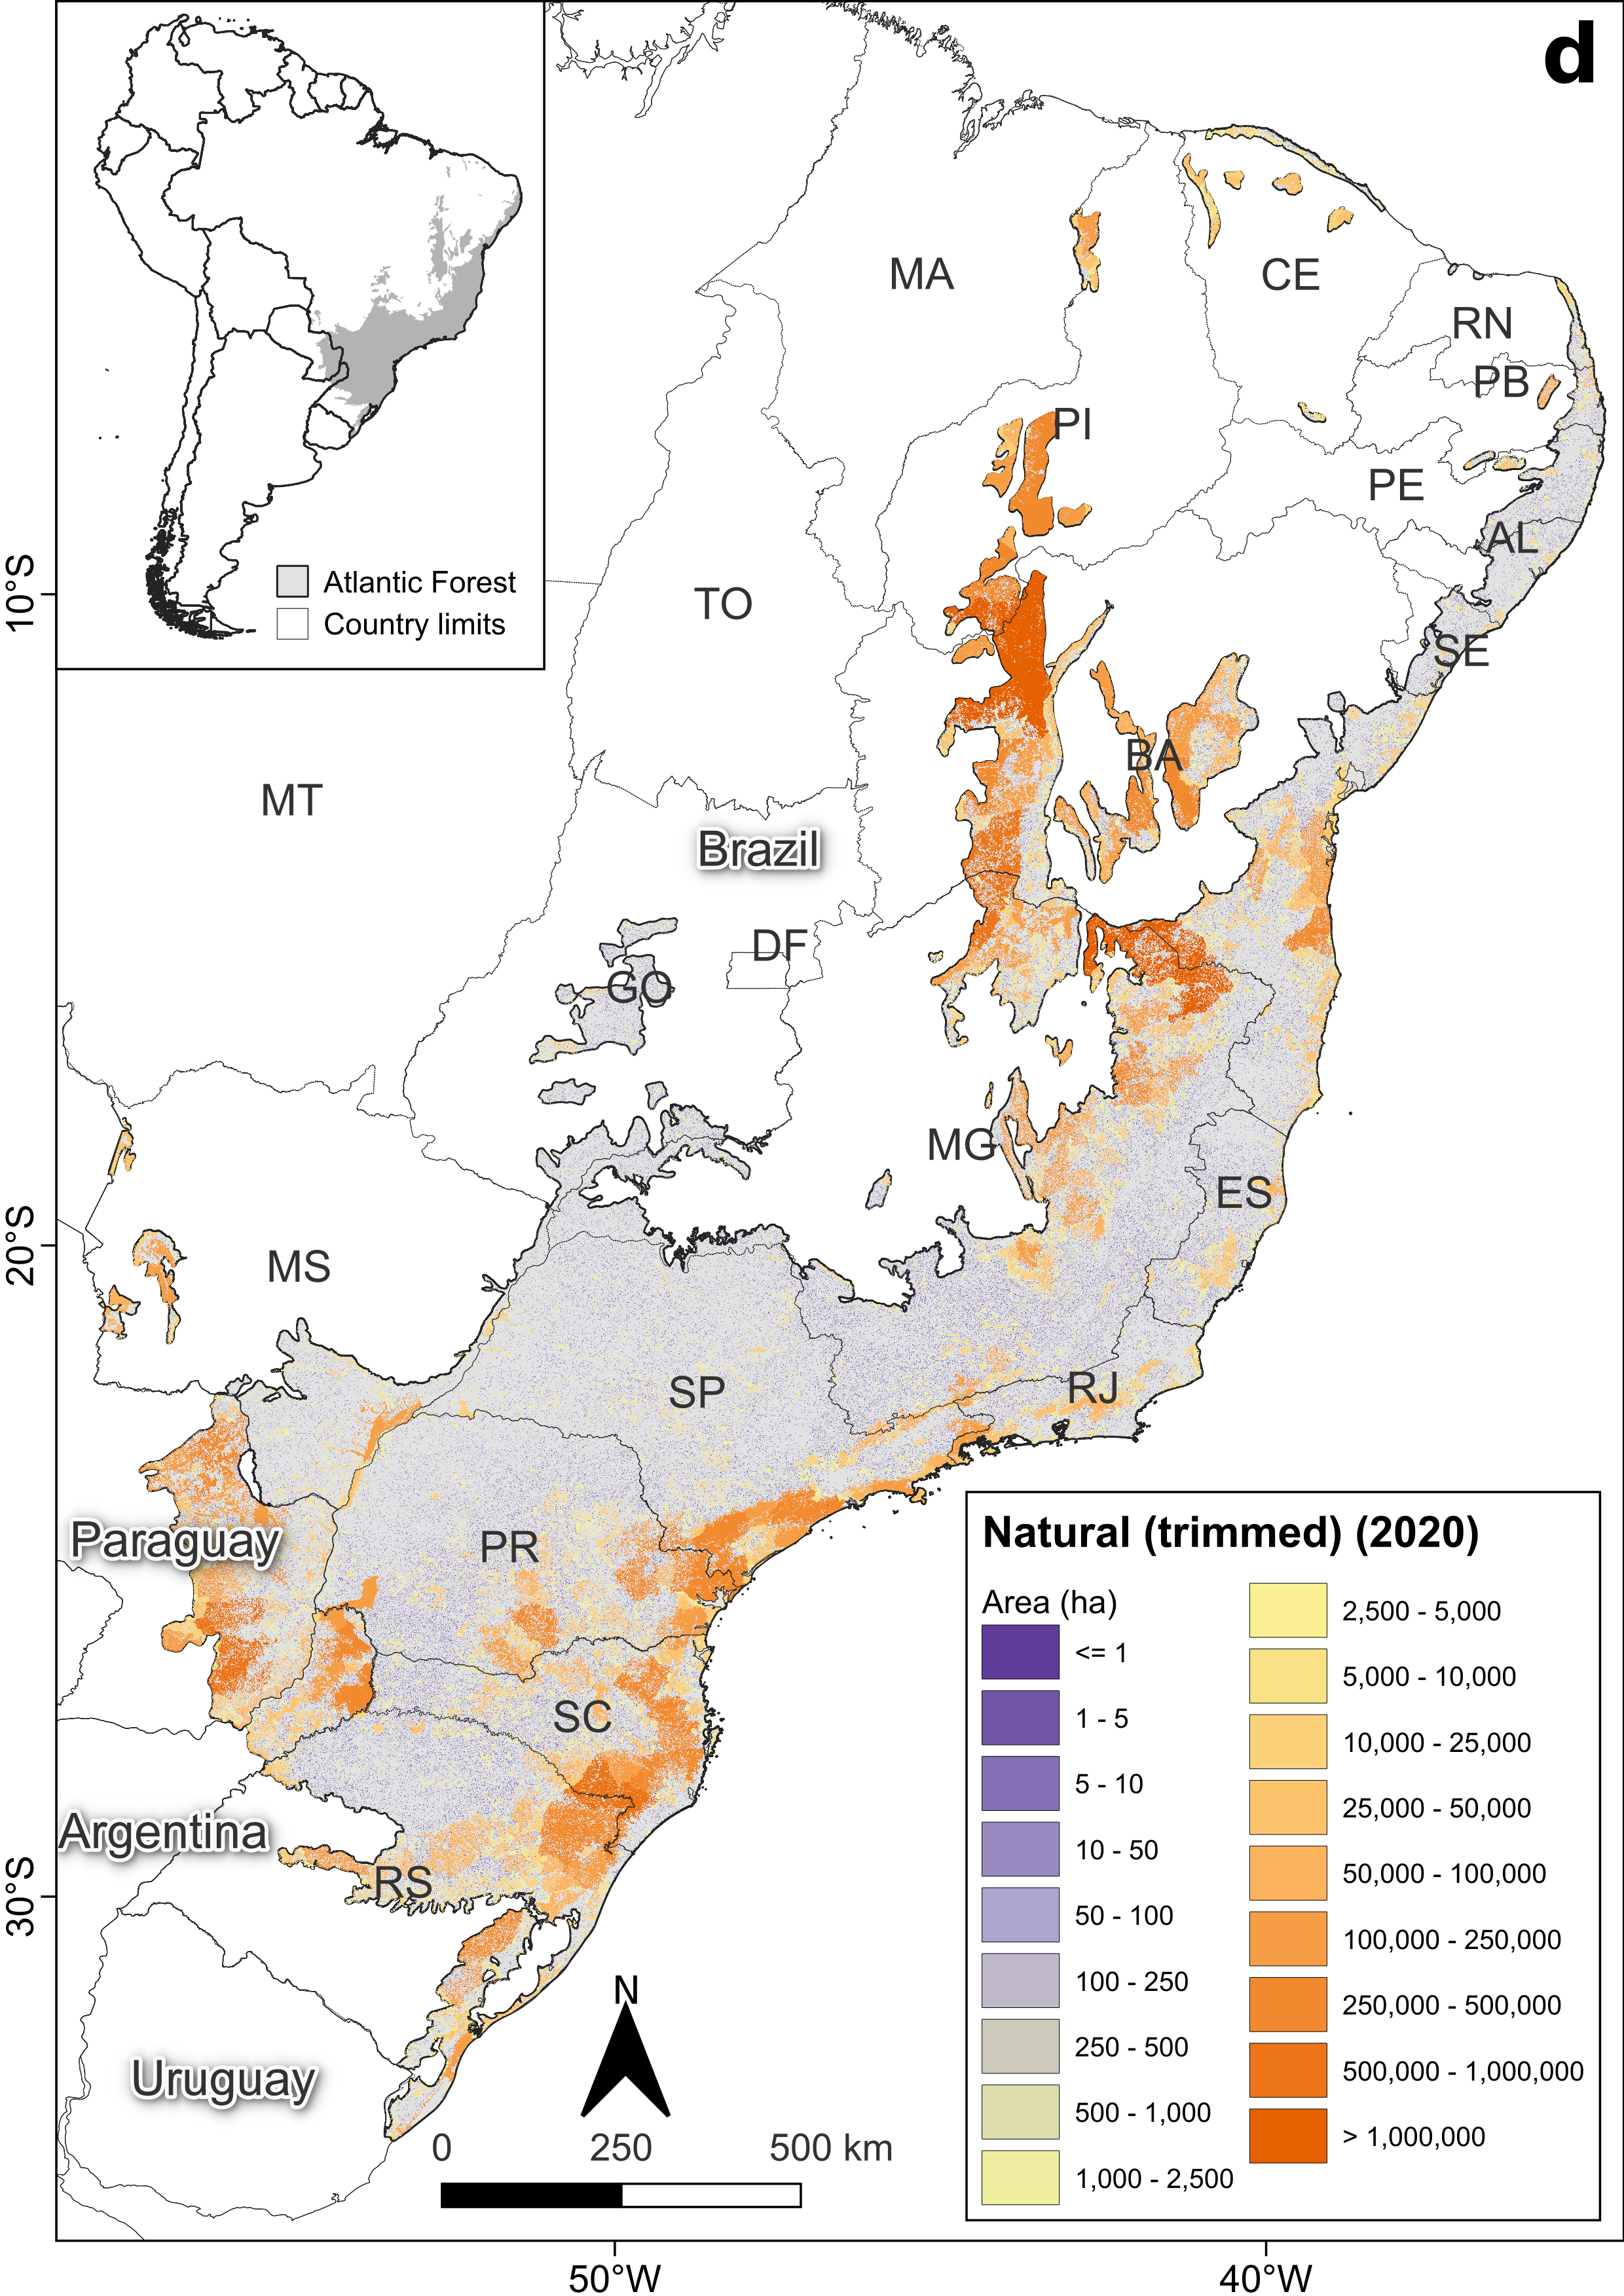 d
Atlantic Forest
Country limits
MA
CE
RN
PB
PI
PE
AL
SE
TO
BA
MT
Brazil
DF
GO
MG
ES
MS
SP
RJ
Paraguay
PR
SC
Argentina
RS
Uruguay
10°S
20°S
30°S
50°W
40°W
N
0 250 500 km
Natural (trimmed) (2020)
Area (ha)
<= 1
1 - 5
5 - 10
10 - 50
50 - 100
100 - 250
250 - 500
500 - 1,000
1,000 - 2,500
2,500 - 5,000
5,000 - 10,000
10,000 - 25,000
25,000 - 50,000
50,000 - 100,000
100,000 - 250,000
250,000 - 500,000
500,000 - 1,000,000
> 1,000,000